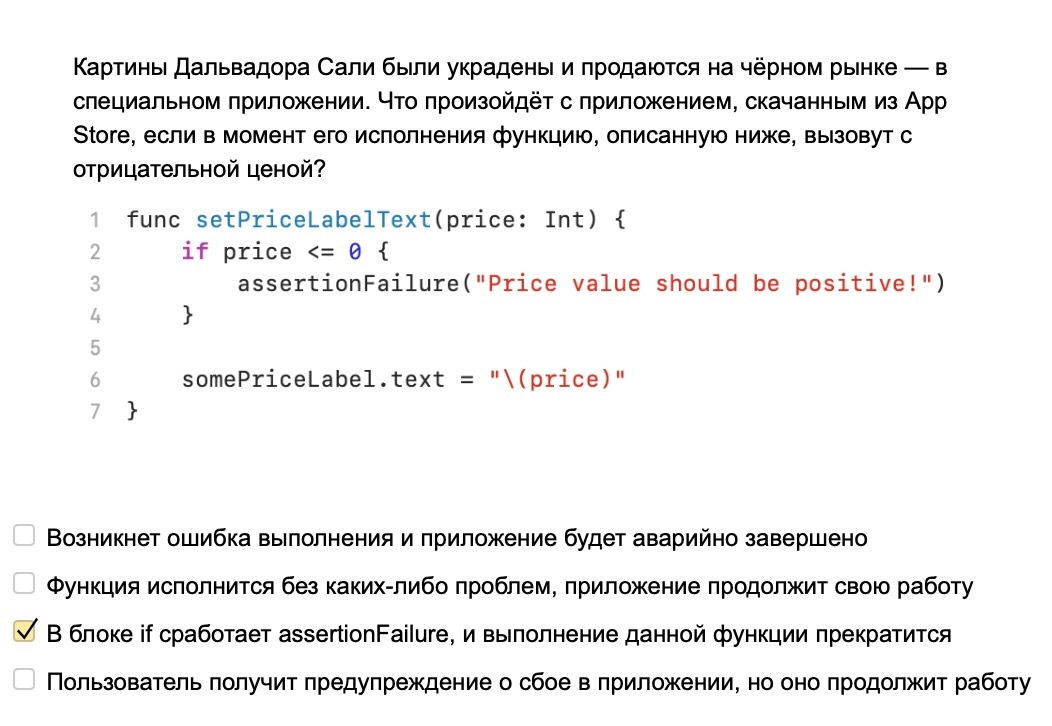 Картины Дальвадора Сали были украдены и продаются на чёрном рынке — в
специальном приложении. Что произойдёт с приложением, скачанным из App
Store, если в момент его исполнения функцию, описанную ниже, вызовут с
отрицательной ценой?
1 func setPriceLabelText(price: Int) {
2 if price <= 0 {
3 assertionFailure("Price value should be positive!")
4 }
5
6 somePriceLabel.text = "\(price)"
7 }
Возникнет ошибка выполнения и приложение будет аварийно завершено
Функция исполнится без каких-либо проблем, приложение продолжит свою работу
В блоке if сработает assertionFailure, и выполнение данной функции прекратится
Пользователь получит предупреждение о сбое в приложении, но оно продолжит работу